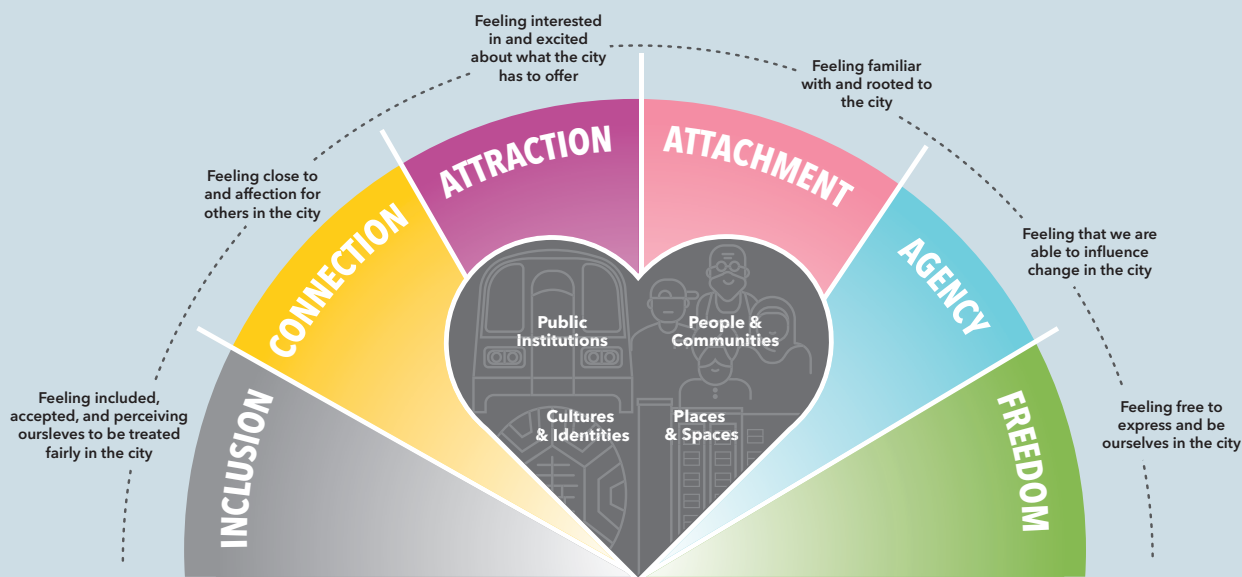 Feeling included,
accepted, and perceiving
oursleves to be treated
fairly in the city
INCLUSION
Feeling close to
and affection for
others in the city
CONNECTION
Feeling interested
in and excited
about what the city
has to offer
ATTRACTION
Feeling familiar
with and rooted to
the city
ATTACHMENT
Feeling that we are
able to influence
change in the city
AGENCY
Feeling free to
express and be
ourselves in the city
FREEDOM
Public
Institutions
People &
Communities
Cultures
& Identities
Places
& Spaces